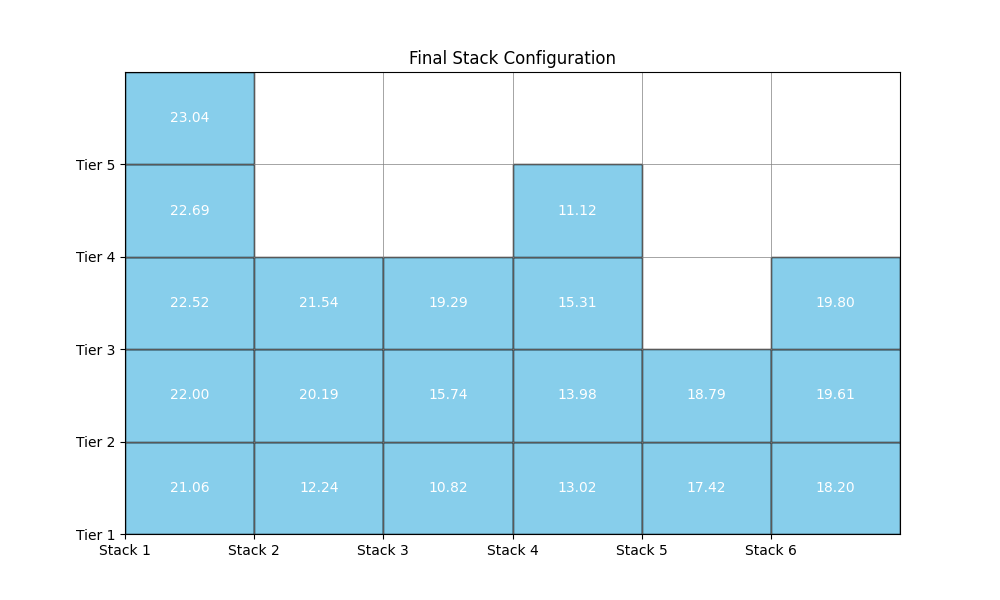 Final Stack Configuration
23.04
Tier 5
22.69 11.12
Tier 4
22.52 21.54 19.29 15.31 19.80
Tier 3
22.00 20.19 15.74 13.98 18.79 19.61
Tier 2
21.06 12.24 10.82 13.02 17.42 18.20
Tier 1
Stack 1 Stack 2 Stack 3 Stack 4 Stack 5 Stack 6